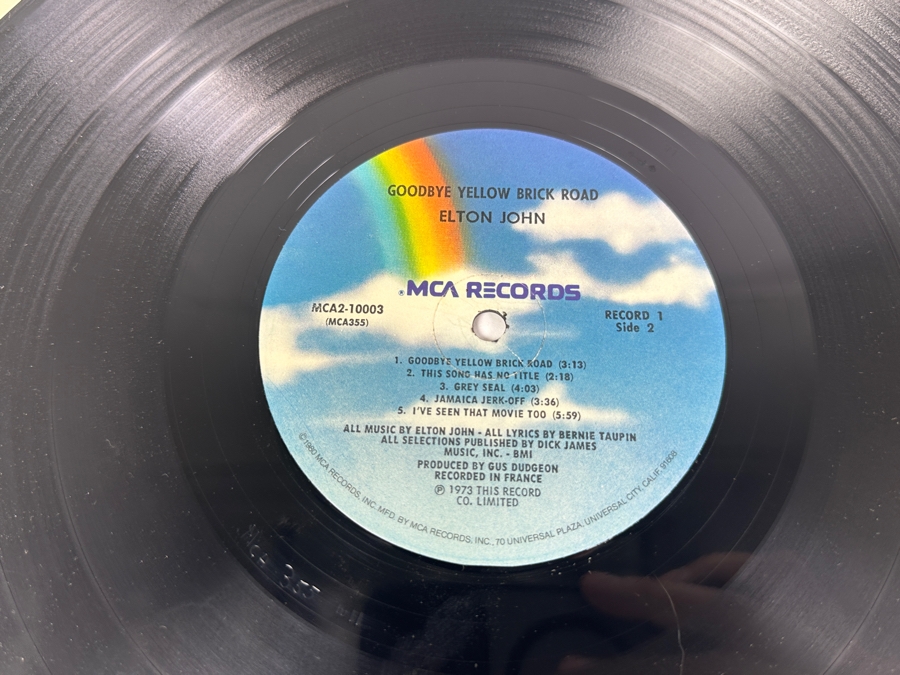 GOODBYE YELLOW BRICK ROAD
ELTON JOHN
®MCA RECORDS
MCA2-10003
(MCA355)
RECORD 1
Side 2
1. GOODBYE YELLOW BRICK ROAD (3:13)
2. THIS SONG HAS NO TITLE (2:18)
3. GREY SEAL (4:03)
4. JAMAICA JERK-OFF (3:36)
5. I'VE SEEN THAT MOVIE TOO (5:59)
ALL MUSIC BY ELTON JOHN - ALL LYRICS BY BERNIE TAUPIN
ALL SELECTIONS PUBLISHED BY DICK JAMES
MUSIC, INC. - BMI
PRODUCED BY GUS DUDGEON
RECORDED IN FRANCE
℗ 1973 THIS RECORD
CO. LIMITED
©1980 MCA RECORDS, INC. MFD. BY MCA RECORDS, INC., 70 UNIVERSAL PLAZA, UNIVERSAL CITY, CALIF. 91608